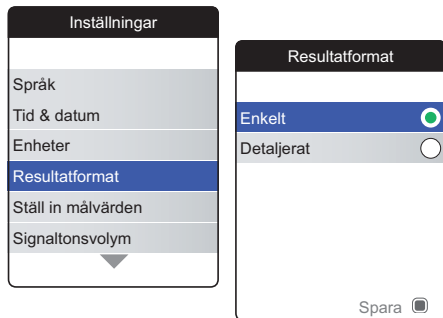 Inställningar
Språk
Tid & datum
Enheter
Resultatformat
Ställ in målvärden
Signaltonsvolym
Resultatformat
Enkelt
Detaljerat
Spara